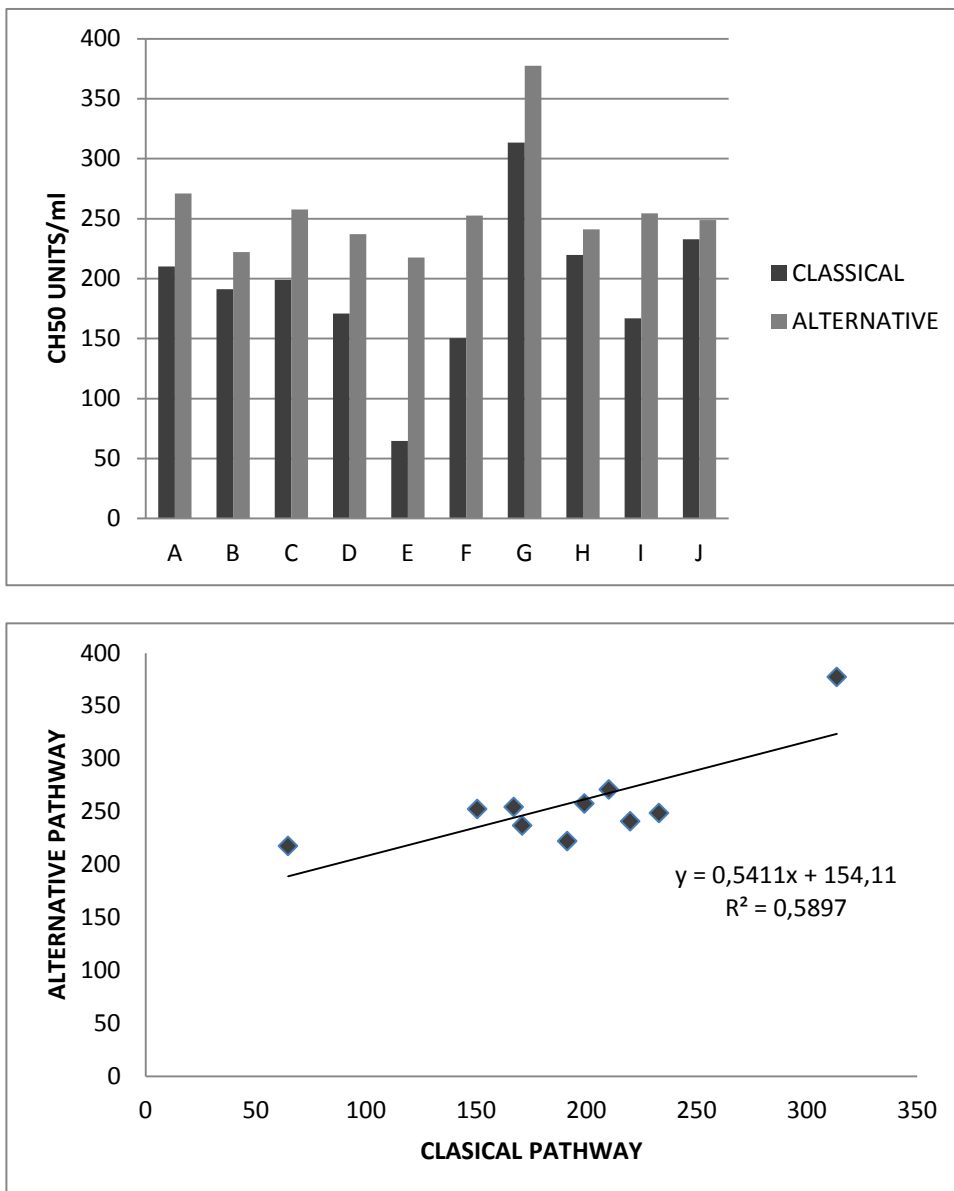 400
350
300
250
200
150
100
50
0
CH50 UNITS/ml
A B C D E F G H I J
CLASSICAL
ALTERNATIVE
400
350
300
250
200
150
100
50
0
ALTERNATIVE PATHWAY
y = 0,5411x + 154,11
R² = 0,5897
0 50 100 150 200 250 300 350
CLASICAL PATHWAY